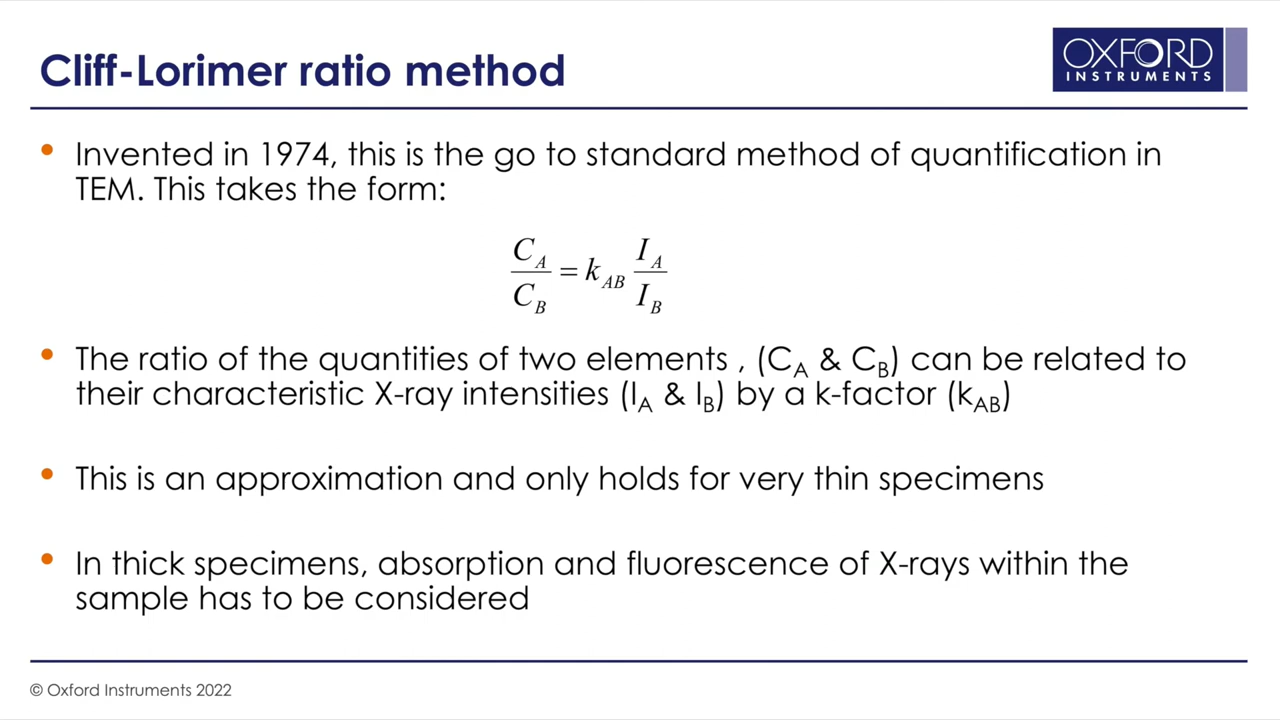 Cliff-Lorimer ratio method
OXFORD
INSTRUMENTS
• Invented in 1974, this is the go to standard method of quantification in
TEM. This takes the form:
C_A / C_B = k_AB I_A / I_B
• The ratio of the quantities of two elements , (C_A & C_B) can be related to
their characteristic X-ray intensities (I_A & I_B) by a k-factor (k_AB)
• This is an approximation and only holds for very thin specimens
• In thick specimens, absorption and fluorescence of X-rays within the
sample has to be considered
© Oxford Instruments 2022